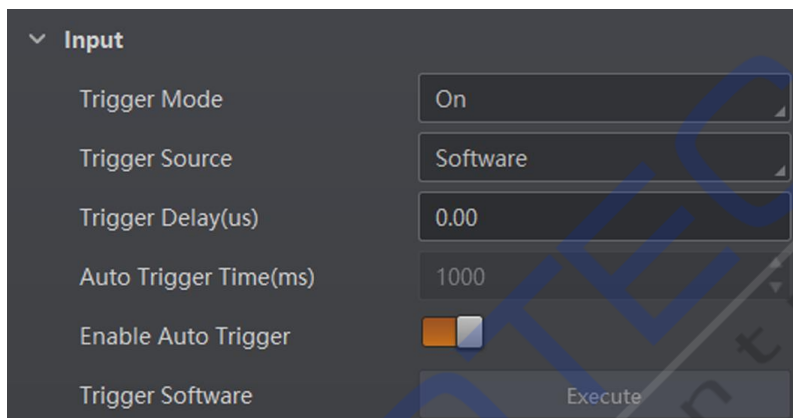 Input
Trigger Mode On
Trigger Source Software
Trigger Delay(us) 0.00
Auto Trigger Time(ms) 1000
Enable Auto Trigger
Trigger Software Execute